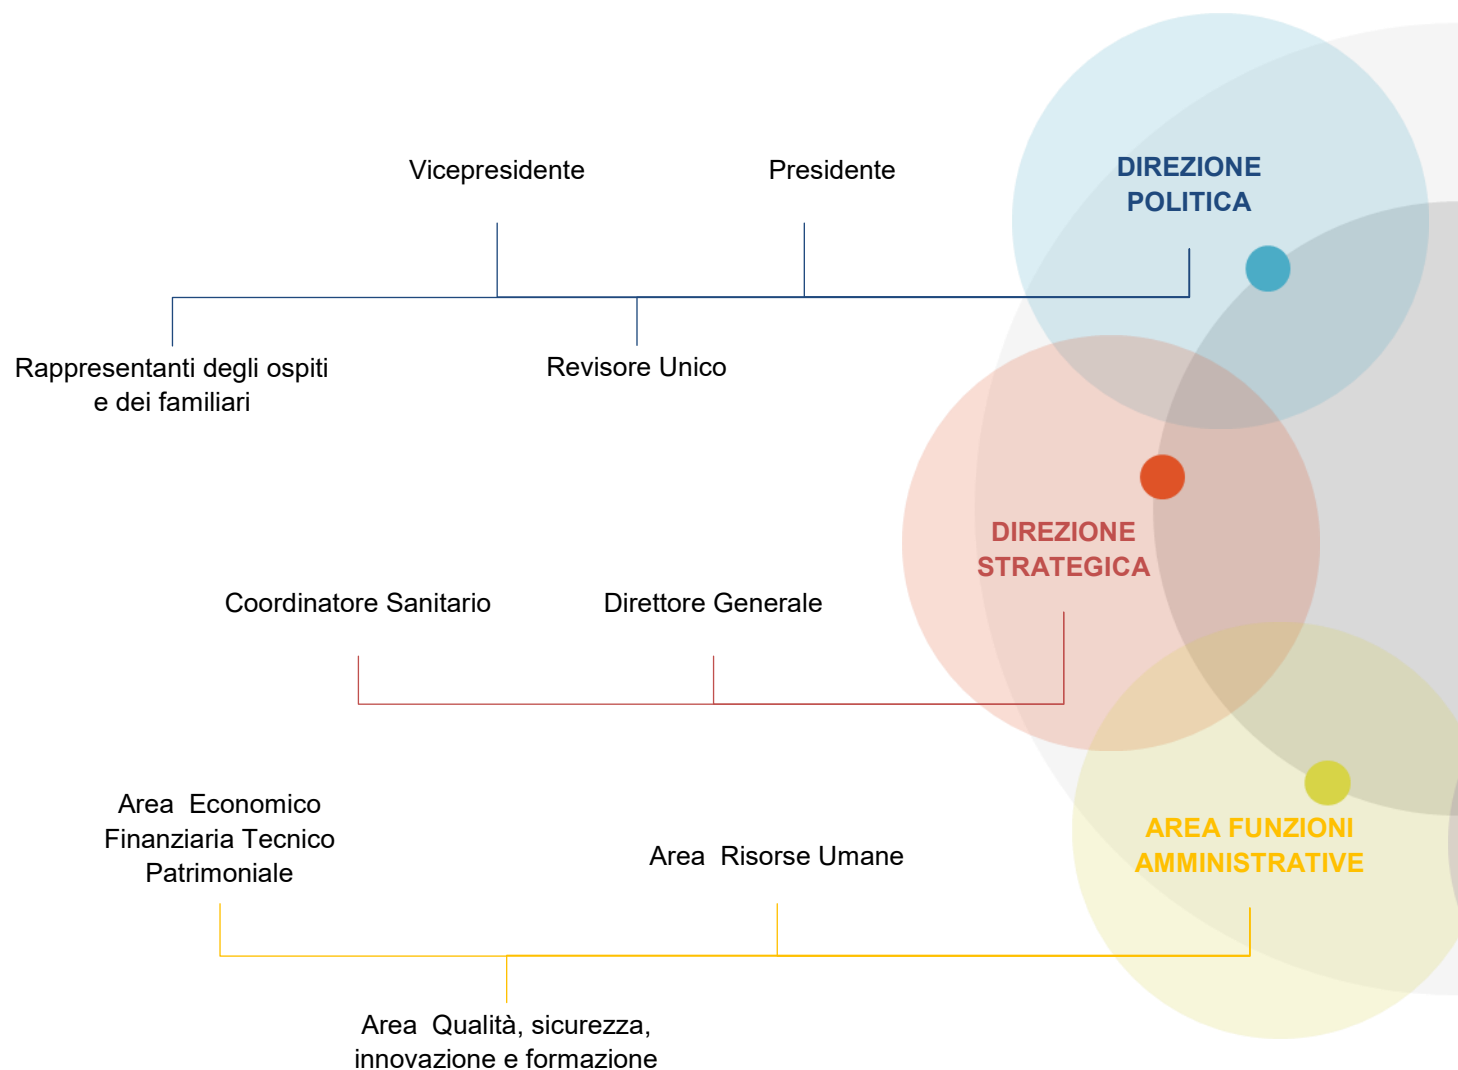 Vicepresidente
Presidente
DIREZIONE
POLITICA
Rappresentanti degli ospiti
e dei familiari
Revisore Unico
DIREZIONE
STRATEGICA
Coordinatore Sanitario
Direttore Generale
Area  Economico
Finanziaria Tecnico
Patrimoniale
Area  Risorse Umane
AREA FUNZIONI
AMMINISTRATIVE
Area  Qualità, sicurezza,
innovazione e formazione